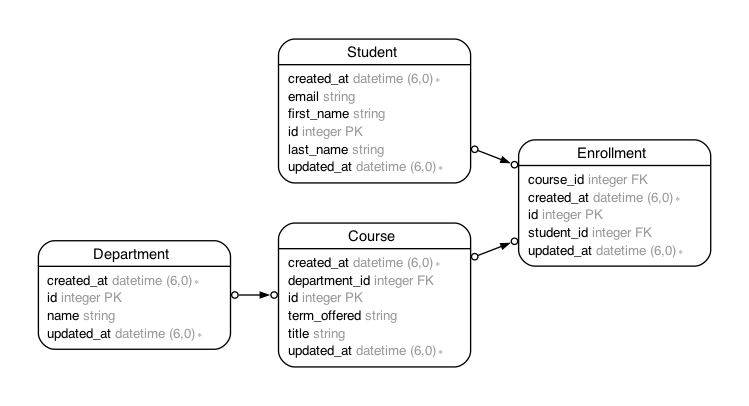 Student
created_at datetime (6,0) *
email string
first_name string
id integer PK
last_name string
updated_at datetime (6,0) *
Enrollment
course_id integer FK
created_at datetime (6,0) *
id integer PK
student_id integer FK
updated_at datetime (6,0) *
Course
created_at datetime (6,0) *
department_id integer FK
id integer PK
term_offered string
title string
updated_at datetime (6,0) *
Department
created_at datetime (6,0) *
id integer PK
name string
updated_at datetime (6,0) *